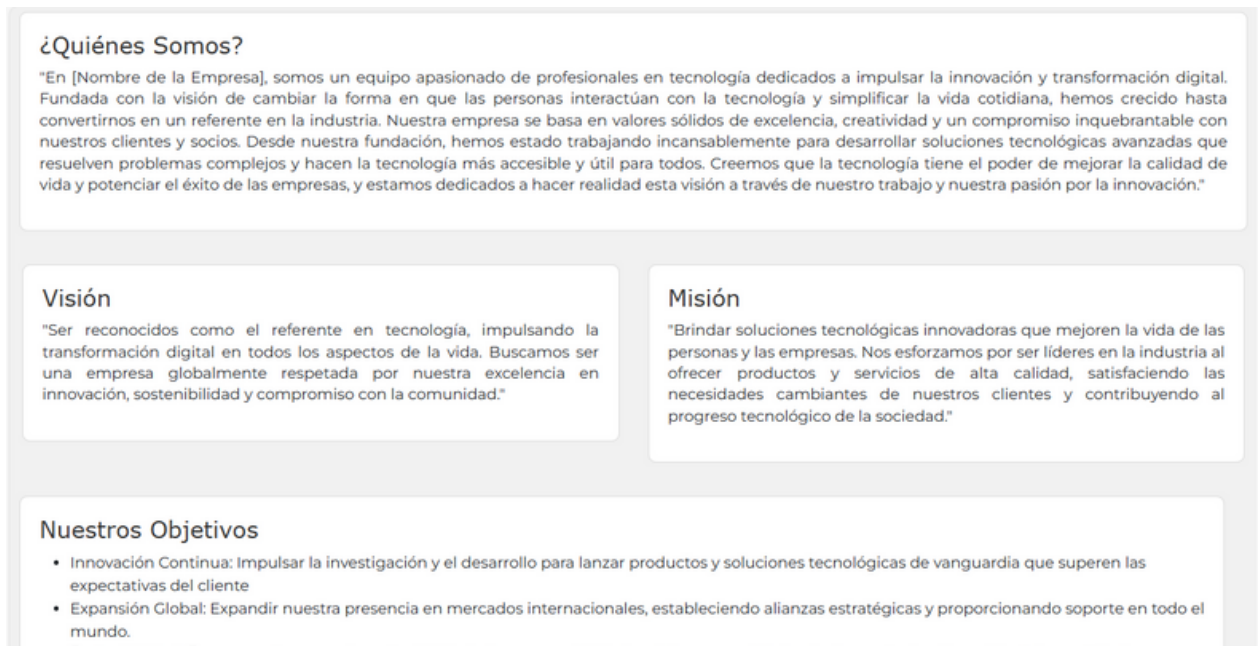 ¿Quiénes Somos?
"En [Nombre de la Empresa], somos un equipo apasionado de profesionales en tecnología dedicados a impulsar la innovación y transformación digital.
Fundada con la visión de cambiar la forma en que las personas interactúan con la tecnología y simplificar la vida cotidiana, hemos crecido hasta
convertirnos en un referente en la industria. Nuestra empresa se basa en valores sólidos de excelencia, creatividad y un compromiso inquebrantable con
nuestros clientes y socios. Desde nuestra fundación, hemos estado trabajando incansablemente para desarrollar soluciones tecnológicas avanzadas que
resuelven problemas complejos y hacen la tecnología más accesible y útil para todos. Creemos que la tecnología tiene el poder de mejorar la calidad de
vida y potenciar el éxito de las empresas, y estamos dedicados a hacer realidad esta visión a través de nuestro trabajo y nuestra pasión por la innovación."
Visión
"Ser reconocidos como el referente en tecnología, impulsando la
transformación digital en todos los aspectos de la vida. Buscamos ser
una empresa globalmente respetada por nuestra excelencia en
innovación, sostenibilidad y compromiso con la comunidad."
Misión
"Brindar soluciones tecnológicas innovadoras que mejoren la vida de las
personas y las empresas. Nos esforzamos por ser líderes en la industria al
ofrecer productos y servicios de alta calidad, satisfaciendo las
necesidades cambiantes de nuestros clientes y contribuyendo al
progreso tecnológico de la sociedad."
Nuestros Objetivos
• Innovación Continua: Impulsar la investigación y el desarrollo para lanzar productos y soluciones tecnológicas de vanguardia que superen las
expectativas del cliente
• Expansión Global: Expandir nuestra presencia en mercados internacionales, estableciendo alianzas estratégicas y proporcionando soporte en todo el
mundo.